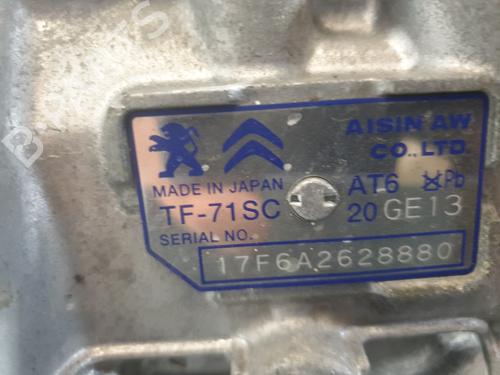 AISIN AW
CO., LTD.
MADE IN JAPAN
AT6 Pb
TF-71SC
20 GE13
SERIAL NO.
17F6A2628880